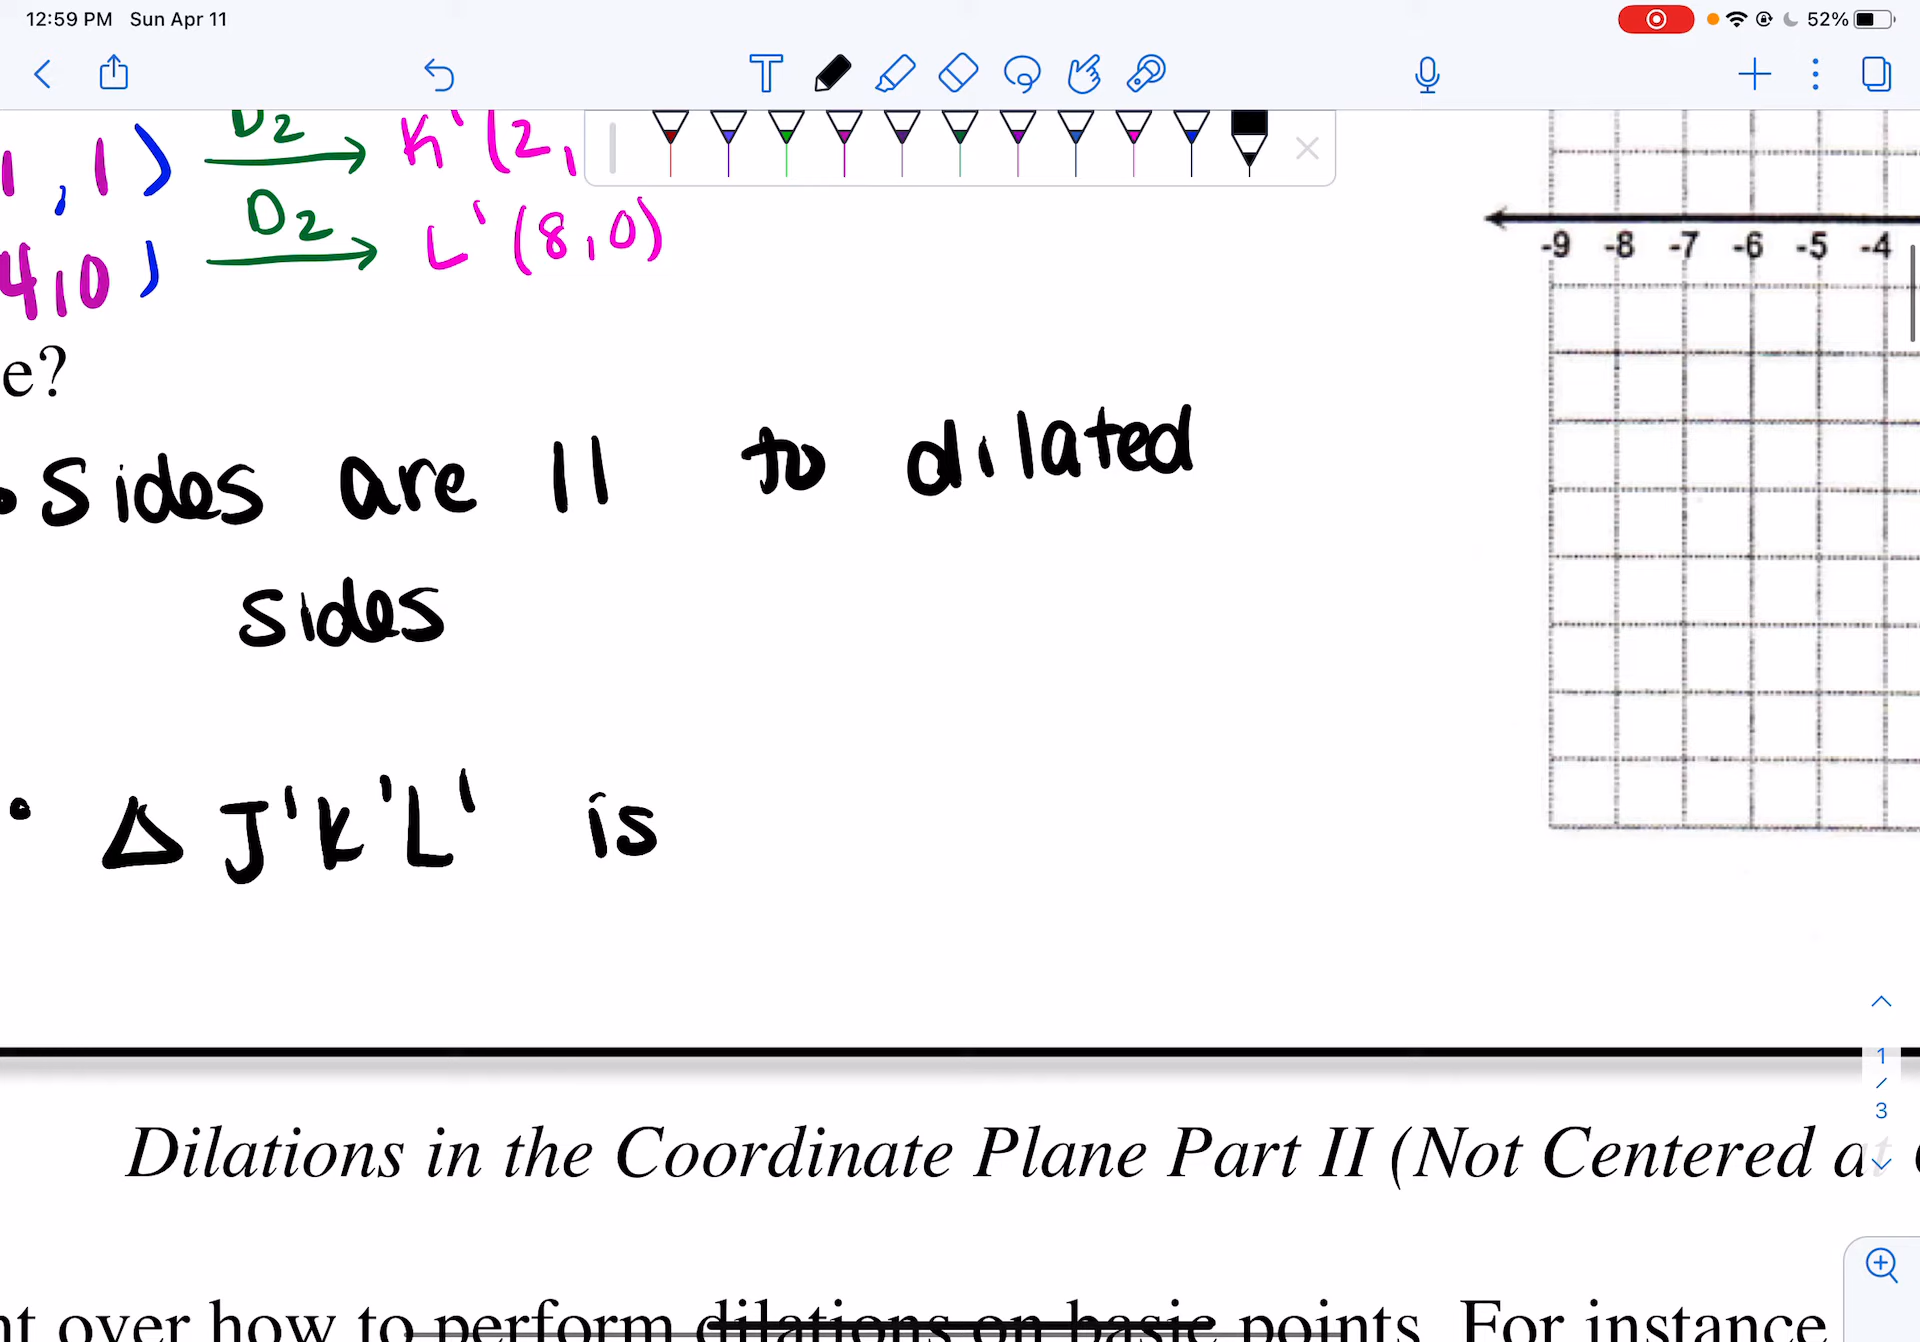 12:59 PM Sun Apr 11
52%
1, 1) D2 K'(2,
4,0) D2 L'(8,0)
-9 -8 -7 -6 -5 -4
e?
• Sides are || to dilated
sides
• Δ J'K'L' is
1
/
3
Dilations in the Coordinate Plane Part II (Not Centered at
over how to perform dilations on basic points. For instance